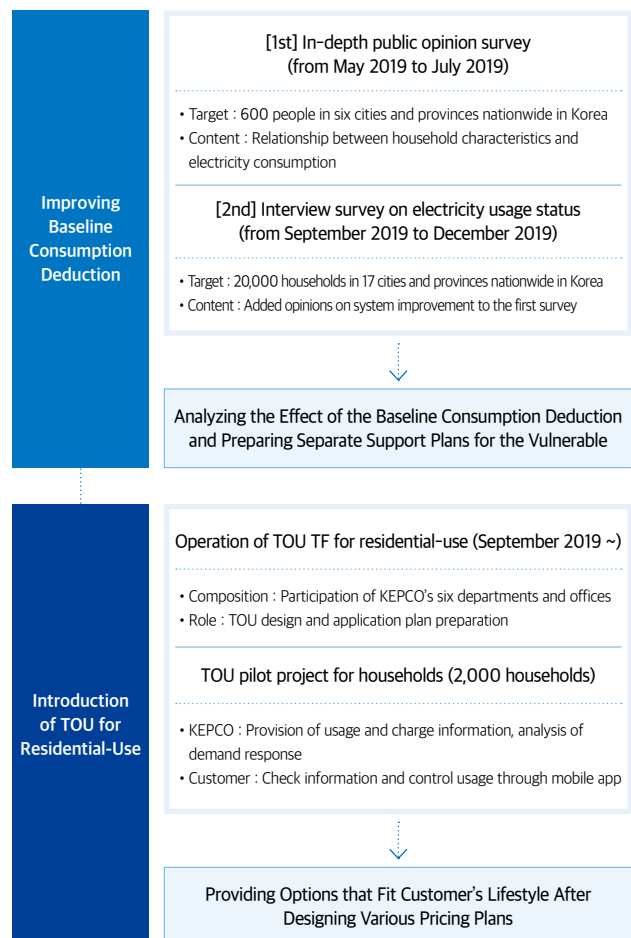 Improving
Baseline
Consumption
Deduction
[1st] In-depth public opinion survey
(from May 2019 to July 2019)
• Target : 600 people in six cities and provinces nationwide in Korea
• Content : Relationship between household characteristics and
electricity consumption
[2nd] Interview survey on electricity usage status
(from September 2019 to December 2019)
• Target : 20,000 households in 17 cities and provinces nationwide in Korea
• Content : Added opinions on system improvement to the first survey
Analyzing the Effect of the Baseline Consumption Deduction
and Preparing Separate Support Plans for the Vulnerable
Introduction
of TOU for
Residential-Use
Operation of TOU TF for residential-use (September 2019 ~)
• Composition : Participation of KEPCO's six departments and offices
• Role : TOU design and application plan preparation
TOU pilot project for households (2,000 households)
• KEPCO : Provision of usage and charge information, analysis of
demand response
• Customer : Check information and control usage through mobile app
Providing Options that Fit Customer's Lifestyle After
Designing Various Pricing Plans